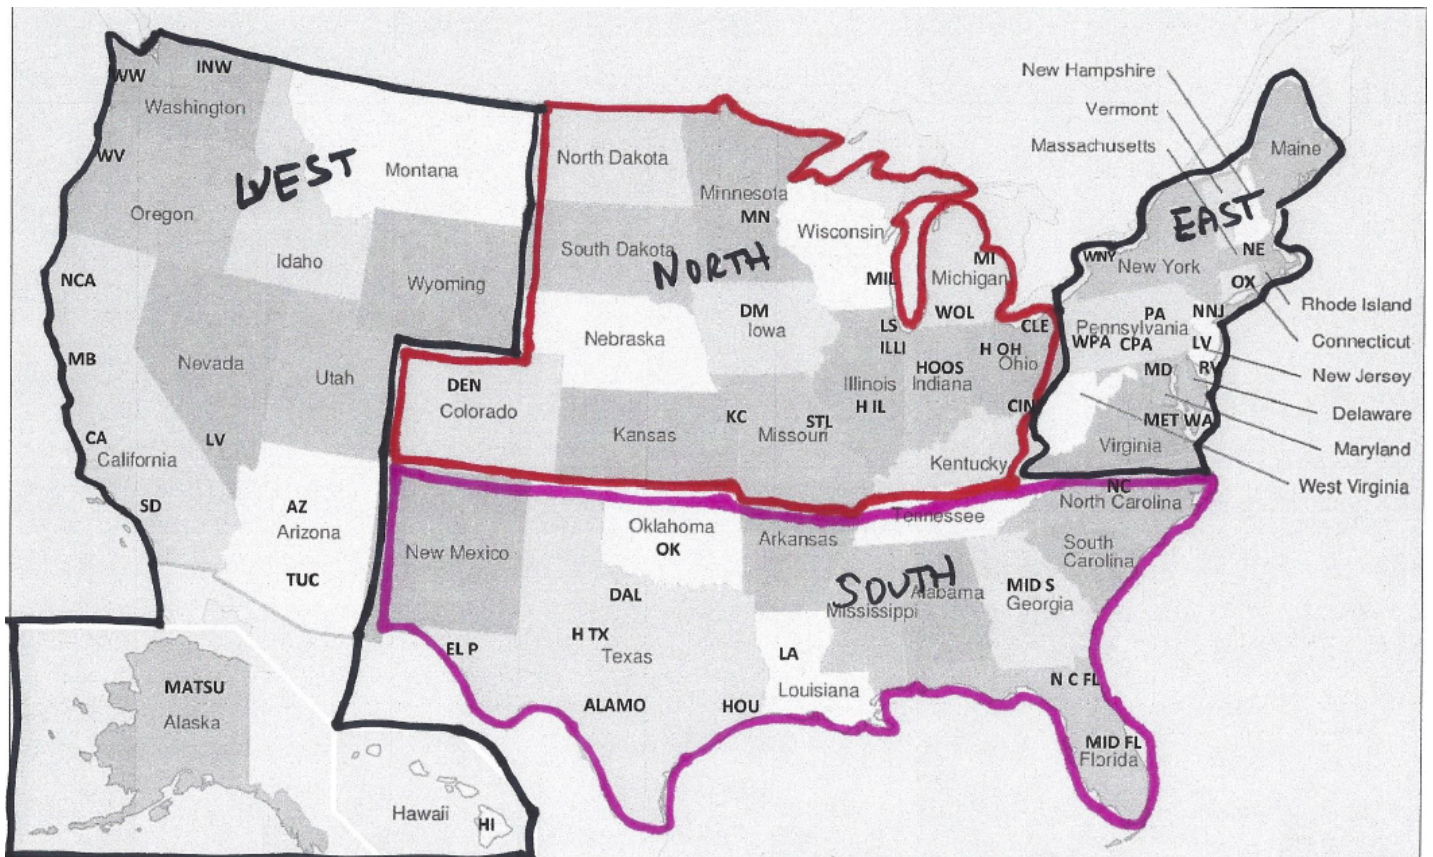 New Hampshire
Vermont
Massachusetts
Maine
WW
INW
Washington
WV
WEST
Montana
Oregon
Idaho
Wyoming
NCA
Nevada
Utah
MB
CA
California
LV
SD
AZ
Arizona
TUC
MATSU
Alaska
Hawaii
HI
North Dakota
Minnesota
MN
Wisconsin
South Dakota
NORTH
MIL
MI
Michigan
WOL
DM
Iowa
Nebraska
LS
ILLI
CLE
H OH
Ohio
HOOS
Indiana
Illinois
H IL
CIN
DEN
Colorado
KC
STL
Kansas
Missouri
Kentucky
EAST
WNY
New York
NE
OX
Rhode Island
PA
NNJ
Pennsylvania
WPA
CPA
LV
Connecticut
MD
RV
New Jersey
Delaware
MET
WA
Virginia
Maryland
West Virginia
NC
North Carolina
Tennessee
Oklahoma
OK
Arkansas
New Mexico
South
Carolina
SOUTH
Alabama
Mississippi
MID S
Georgia
DAL
H TX
Texas
EL P
LA
Louisiana
ALAMO
HOU
N C FL
MID FL
Florida